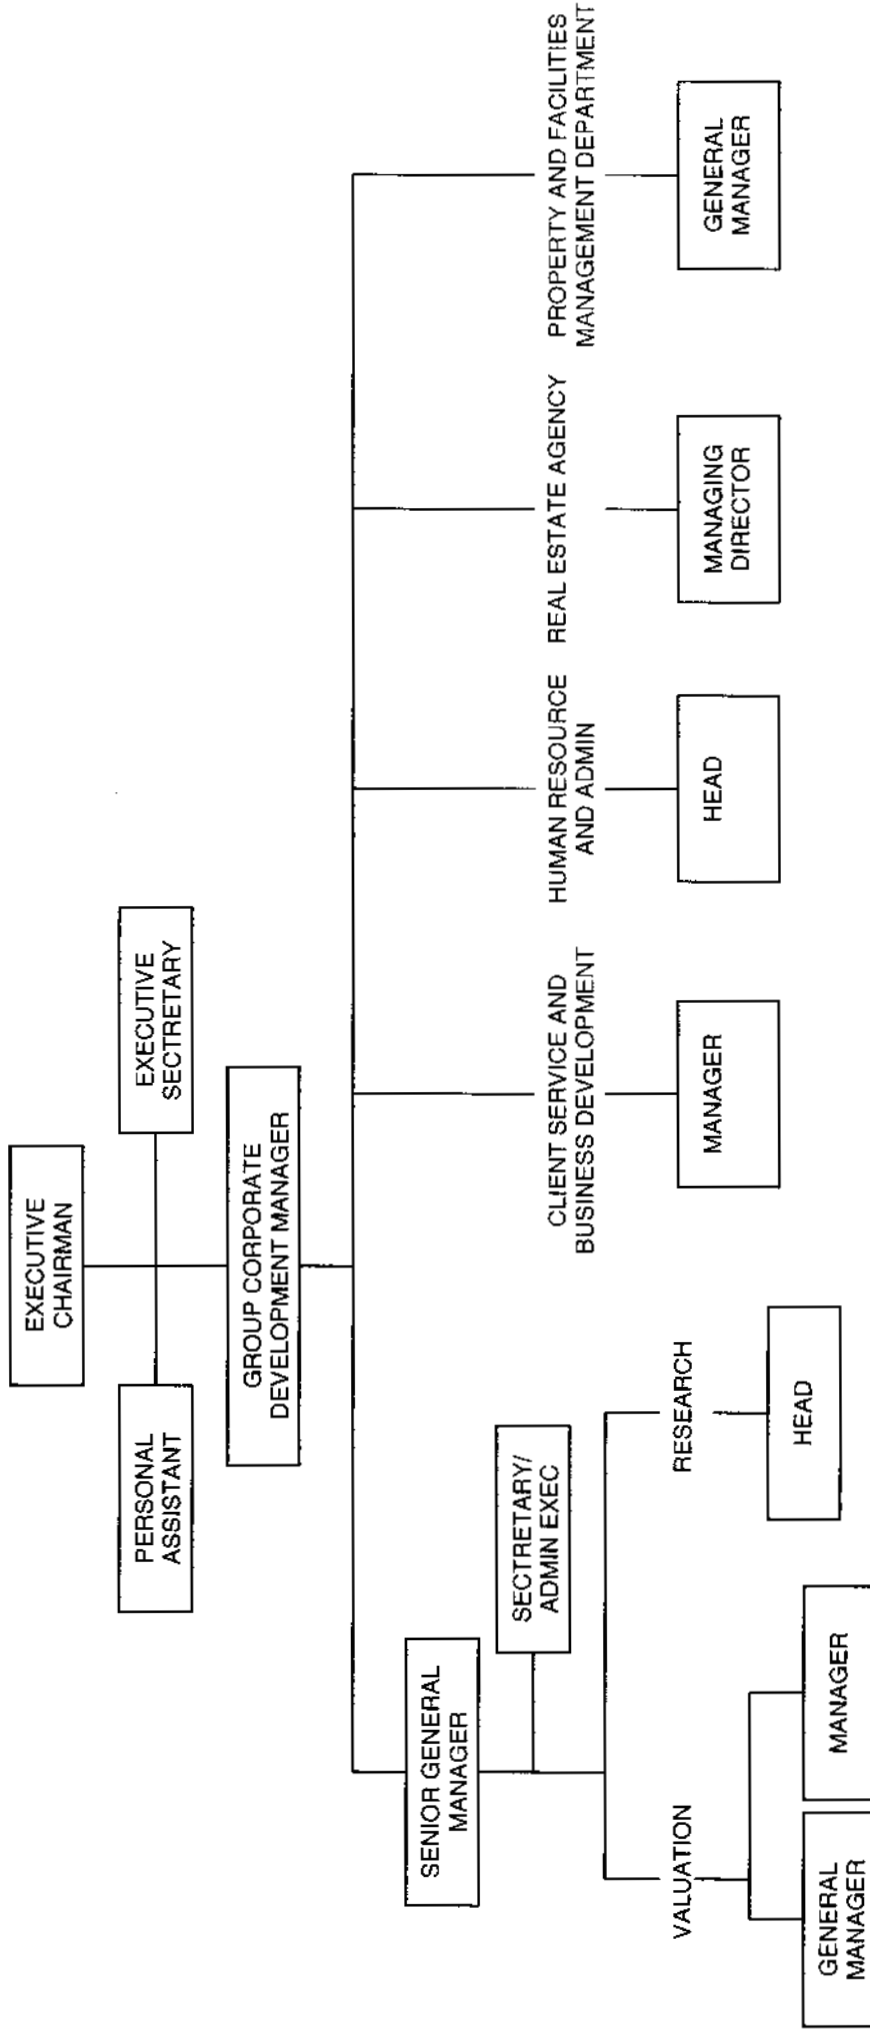 EXECUTIVE
CHAIRMAN
PERSONAL
ASSISTANT
EXECUTIVE
SECTRETARY
GROUP CORPORATE
DEVELOPMENT MANAGER
SENIOR GENERAL
MANAGER
SECTRETARY/
ADMIN EXEC
VALUATION
GENERAL
MANAGER
MANAGER
RESEARCH
HEAD
CLIENT SERVICE AND
BUSINESS DEVELOPMENT
MANAGER
HUMAN RESOURCE
AND ADMIN
HEAD
REAL ESTATE AGENCY
MANAGING
DIRECTOR
PROPERTY AND FACILITIES
MANAGEMENT DEPARTMENT
GENERAL
MANAGER